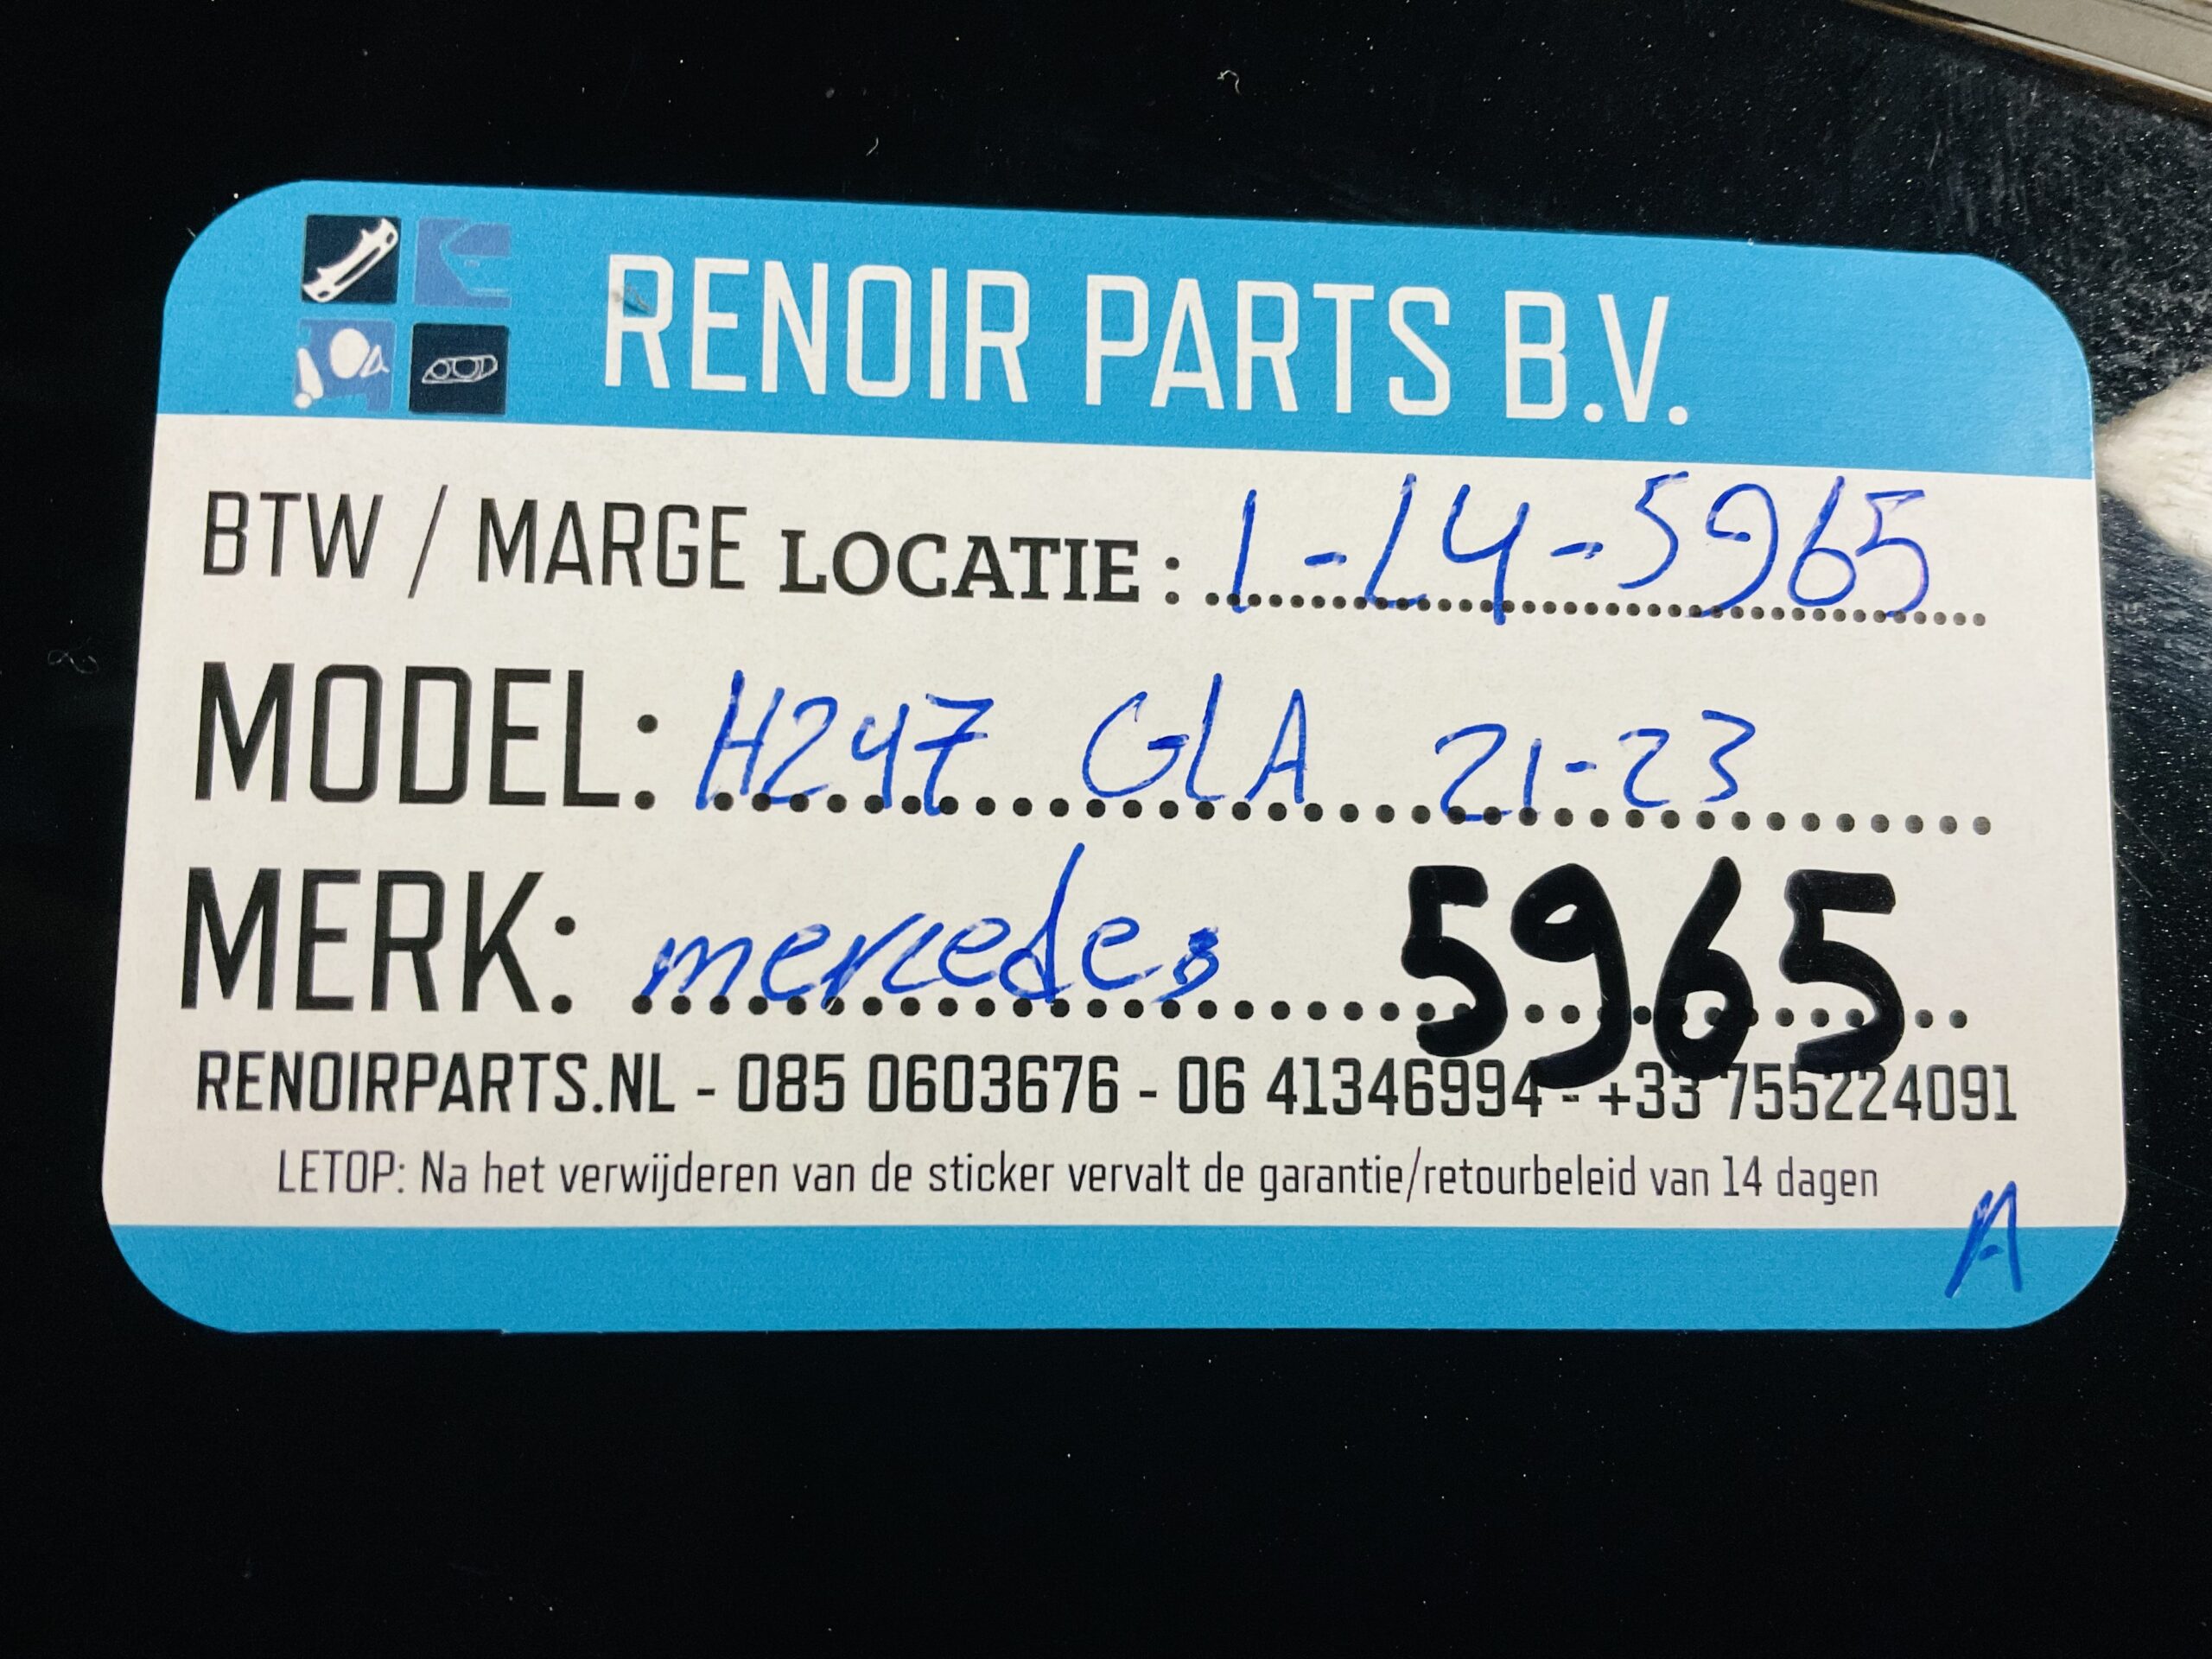 RENOIR PARTS B.V.
BTW / MARGE LOCATIE : 1-L4-5965
MODEL: H247 GLA 21-23
MERK: mercedes 5965
RENOIRPARTS.NL - 085 0603676 - 06 41346994 - +33 755224091
LETOP: Na het verwijderen van de sticker vervalt de garantie/retourbeleid van 14 dagen
A